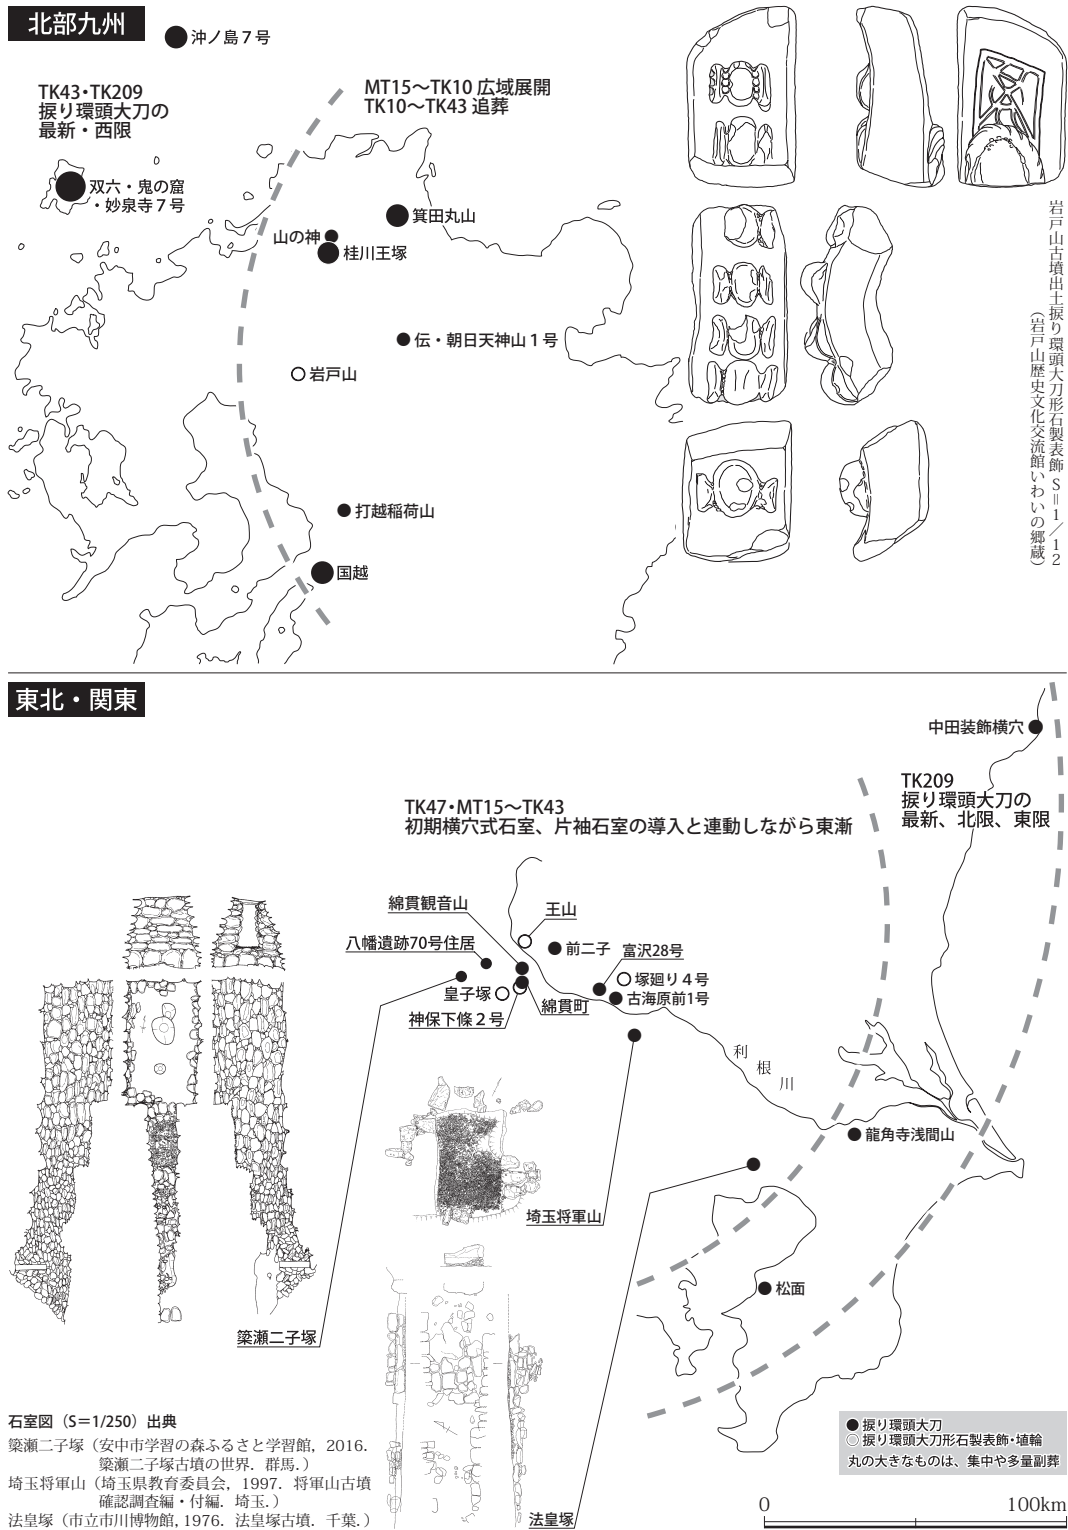 北部九州
沖ノ島７号
TK43・TK209
捩り環頭大刀の
最新・西限
MT15～TK10 広域展開
TK10～TK43 追葬
双六・鬼の窟
・妙泉寺７号
箕田丸山
山の神
桂川王塚
伝・朝日天神山１号
岩戸山
打越稲荷山
国越
岩戸山古墳出土捩り環頭大刀形石製表飾 S＝1／12
（岩戸山歴史文化交流館いわいの郷蔵）
東北・関東
中田装飾横穴
TK209
捩り環頭大刀の
最新、北限、東限
TK47・MT15～TK43
初期横穴式石室、片袖石室の導入と連動しながら東漸
綿貫観音山
王山
八幡遺跡70号住居
前二子
富沢28号
塚廻り４号
皇子塚
綿貫町
古海原前1号
神保下條２号
利根川
龍角寺浅間山
埼玉将軍山
松面
簗瀬二子塚
石室図（S＝1/250）出典
簗瀬二子塚（安中市学習の森ふるさと学習館，2016．
簗瀬二子塚古墳の世界．群馬．）
埼玉将軍山（埼玉県教育委員会，1997．将軍山古墳
確認調査編・付編．埼玉．）
法皇塚（市立市川博物館，1976．法皇塚古墳．千葉．）
法皇塚
●捩り環頭大刀
○捩り環頭大刀形石製表飾・埴輪
丸の大きなものは、集中や多量副葬
0 100km